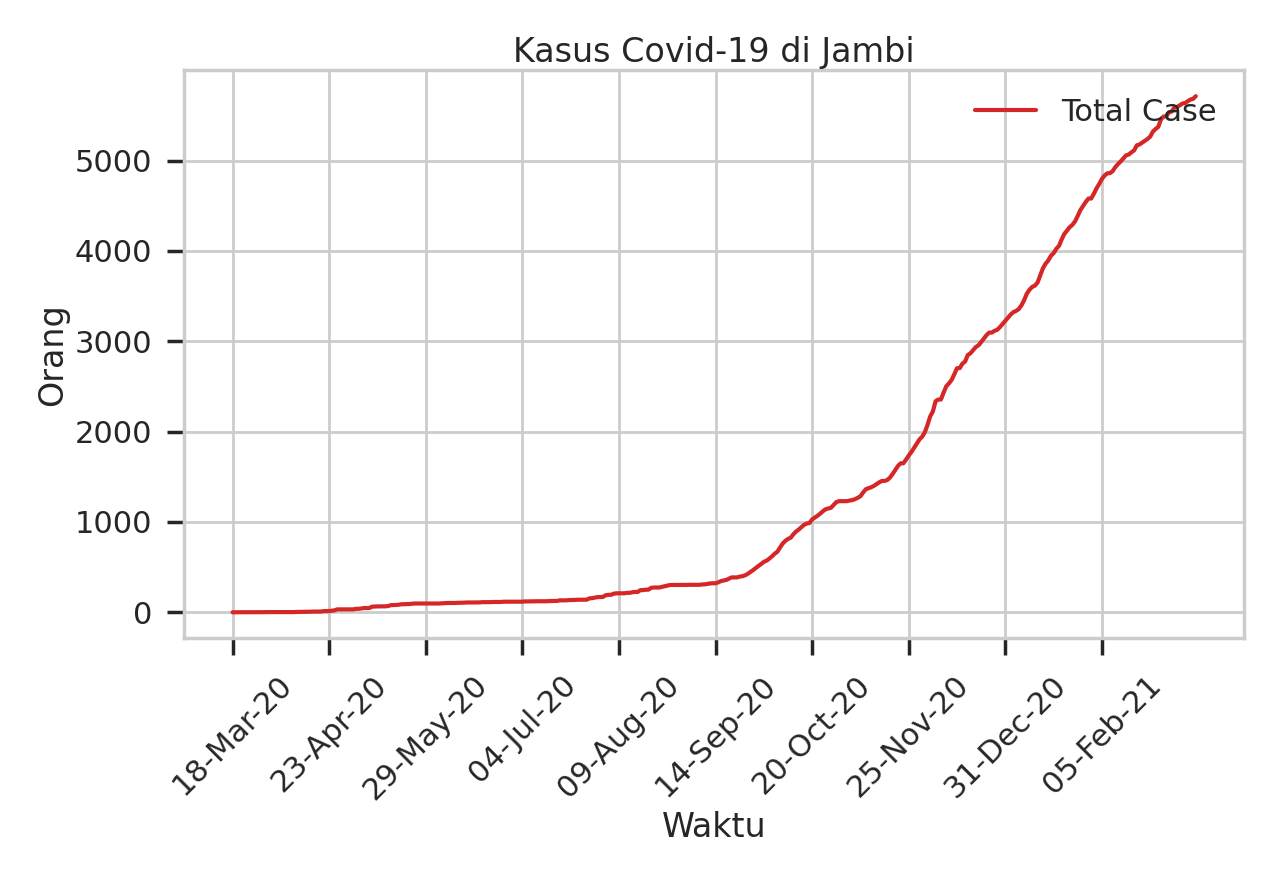 Kasus Covid-19 di Jambi
Total Case
5000
4000
3000
2000
1000
0
Orang
18-Mar-20
23-Apr-20
29-May-20
04-Jul-20
09-Aug-20
14-Sep-20
20-Oct-20
25-Nov-20
31-Dec-20
05-Feb-21
Waktu